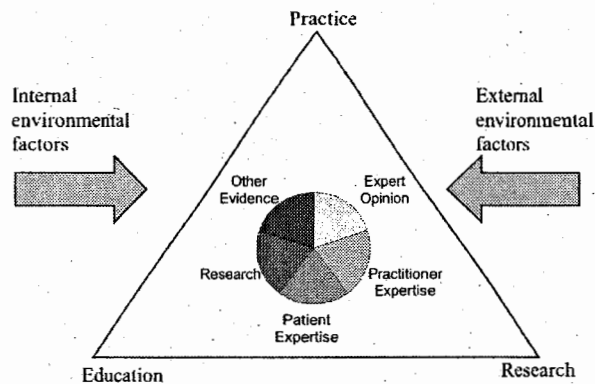 Practice
Internal
environmental
factors
External
environmental
factors
Other
Evidence
Expert
Opinion
Research
Practitioner
Expertise
Patient
Expertise
Education
Research